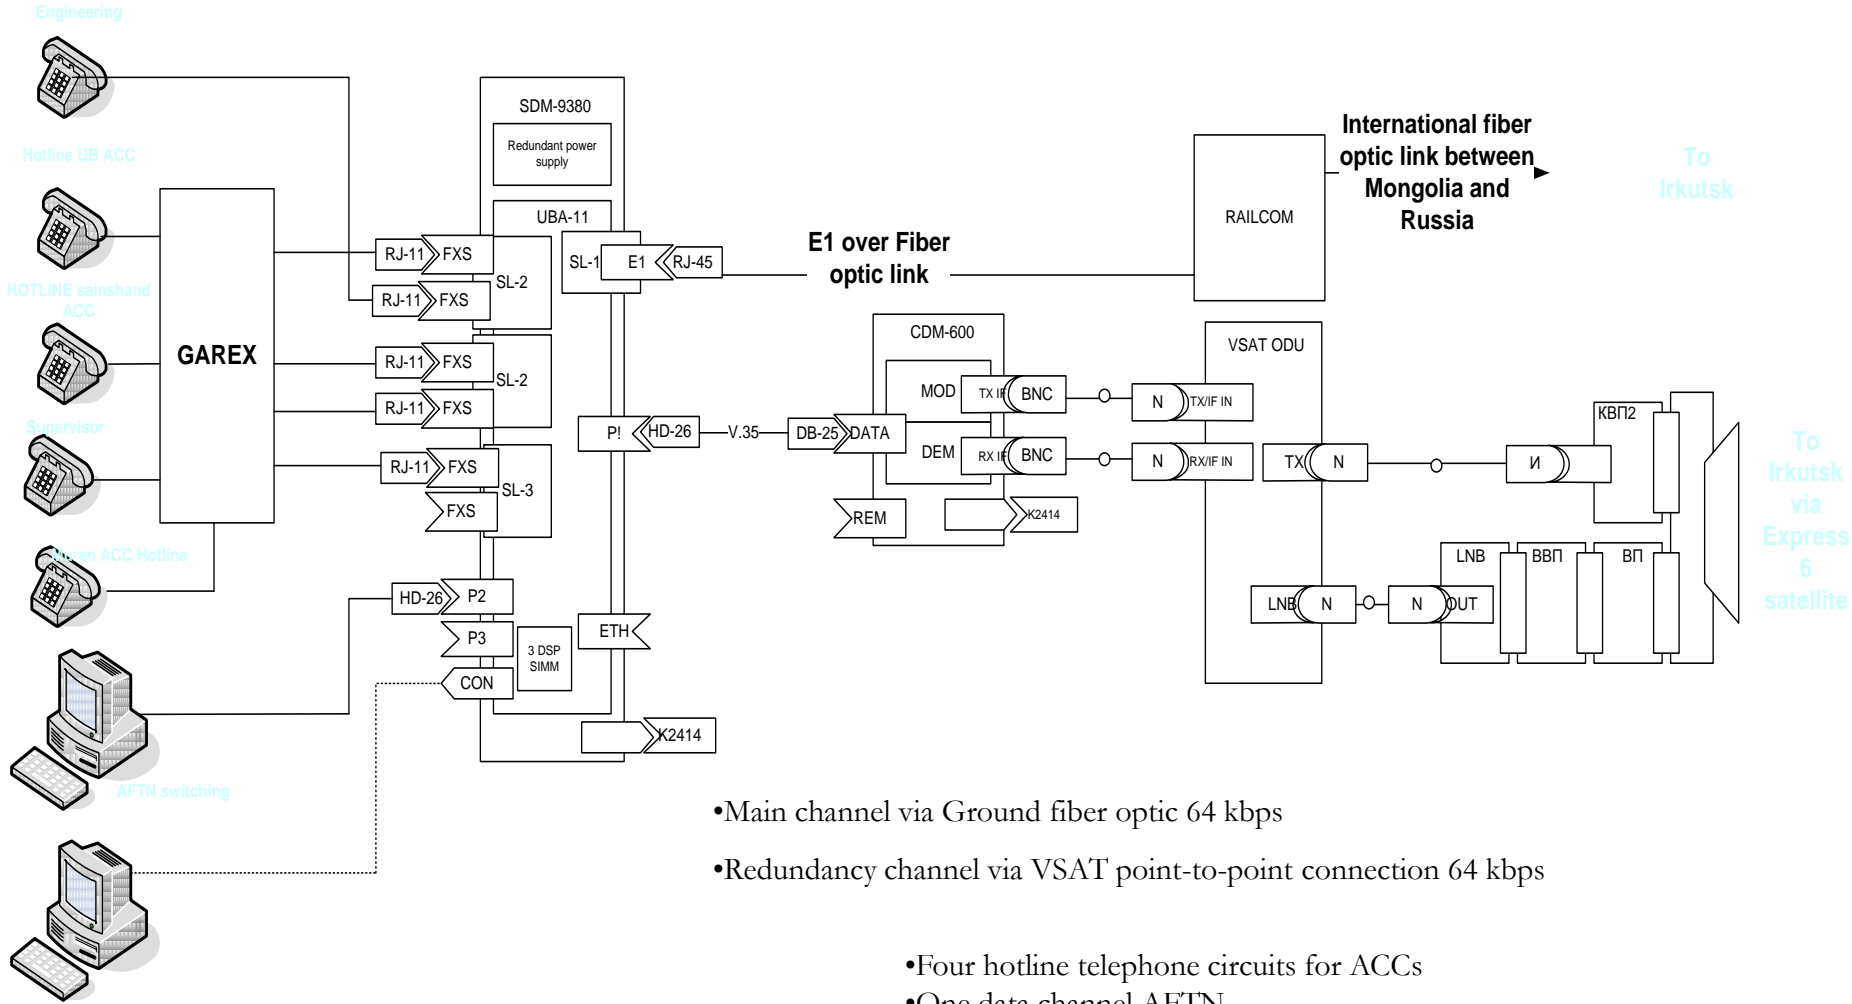 Engineering
Hotline UB ACC
HOTLINE sainshand
ACC
Supervisor
Muren ACC Hotline
AFTN switching
GAREX
SDM-9380
Redundant power
supply
UBA-11
RJ-11 FXS
SL-2
RJ-11 FXS
RJ-11 FXS
SL-2
RJ-11 FXS
RJ-11 FXS
SL-3
FXS
SL-1 E1 RJ-45
P! HD-26
V.35
DB-25 DATA
HD-26 P2
P3
CON
3 DSP
SIMM
ETH
K2414
E1 over Fiber
optic link
RAILCOM
International fiber
optic link between
Mongolia and
Russia
To
Irkutsk
CDM-600
MOD TX IF BNC
DEM RX IF BNC
REM
K2414
VSAT ODU
N TX/IF IN
N RX/IF IN
TX N
И
КВП2
LNB N
N OUT
LNB
ВВП
ВП
To
Irkutsk
via
Express
6
satellite
•Main channel via Ground fiber optic 64 kbps
•Redundancy channel via VSAT point-to-point connection 64 kbps
•Four hotline telephone circuits for ACCs
•One data channel AFTN